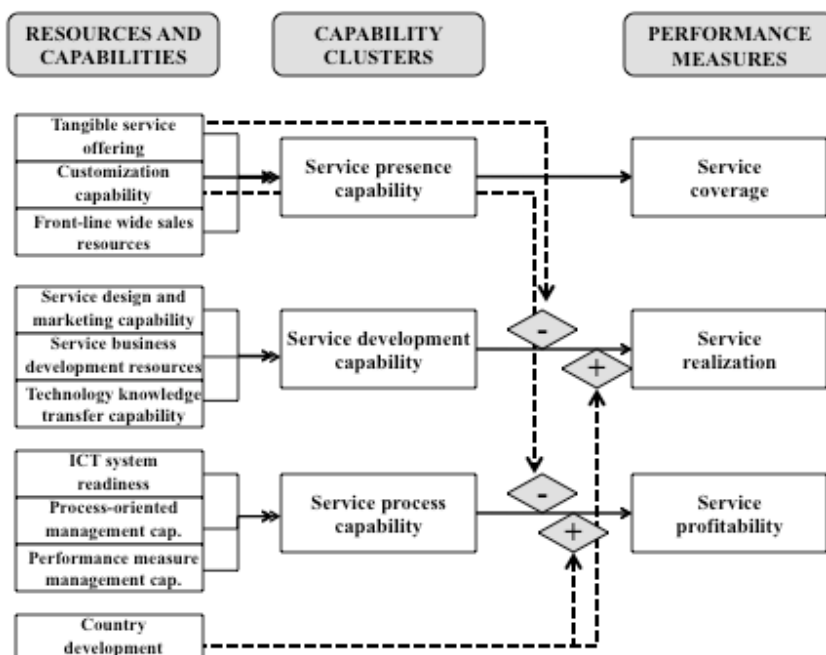 RESOURCES AND
CAPABILITIES
CAPABILITY
CLUSTERS
PERFORMANCE
MEASURES
Tangible service
offering
Customization
capability
Front-line wide sales
resources
Service presence
capability
Service
coverage
Service design and
marketing capability
Service business
development resources
Technology knowledge
transfer capability
Service development
capability
-
+
Service
realization
ICT system
readiness
Process-oriented
management cap.
Performance measure
management cap.
Service process
capability
-
+
Service
profitability
Country
development